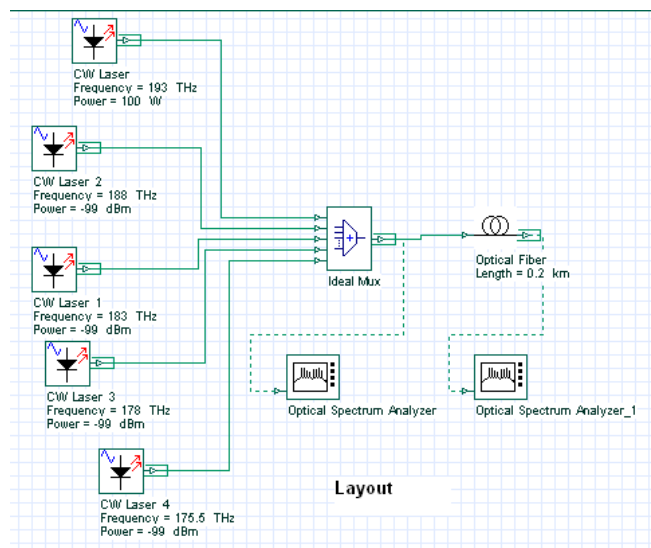 CW Laser
Frequency = 193 THz
Power = 100 W
CW Laser 2
Frequency = 188 THz
Power = -99 dBm
CW Laser 1
Frequency = 183 THz
Power = -99 dBm
CW Laser 3
Frequency = 178 THz
Power = -99 dBm
CW Laser 4
Frequency = 175.5 THz
Power = -99 dBm
Ideal Mux
Optical Fiber
Length = 0.2 km
Optical Spectrum Analyzer
Optical Spectrum Analyzer_1
Layout